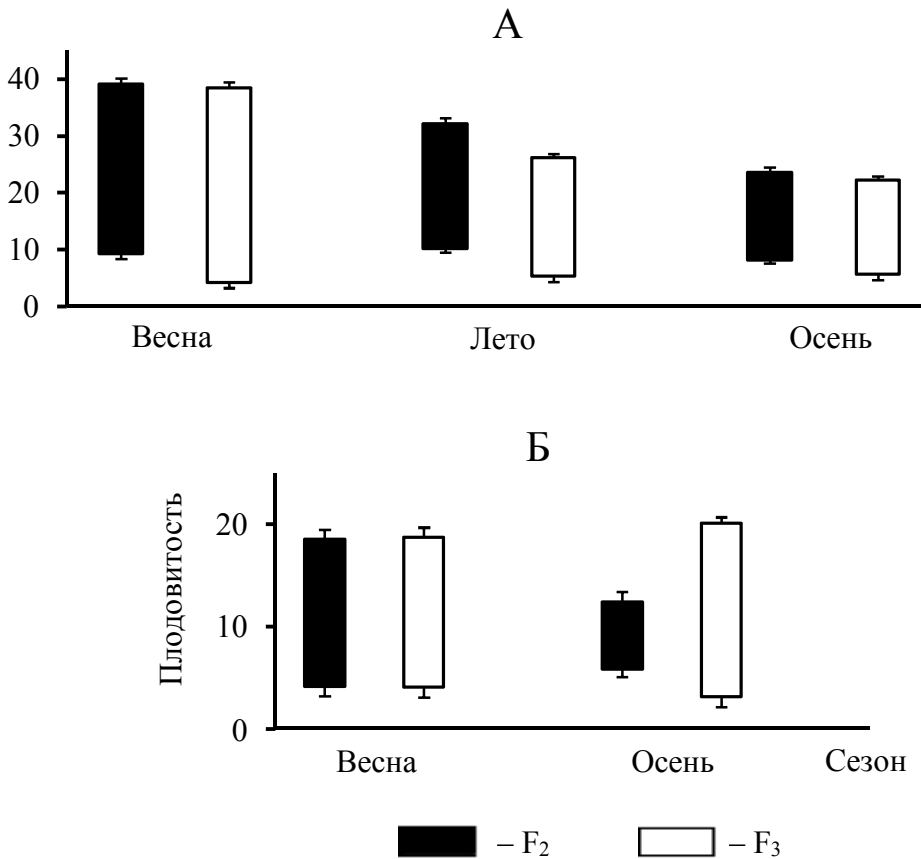 А
40
30
20
10
0
Весна Лето Осень
Б
Плодовитость
20
10
0
Весна Осень Сезон
– F₂ – F₃